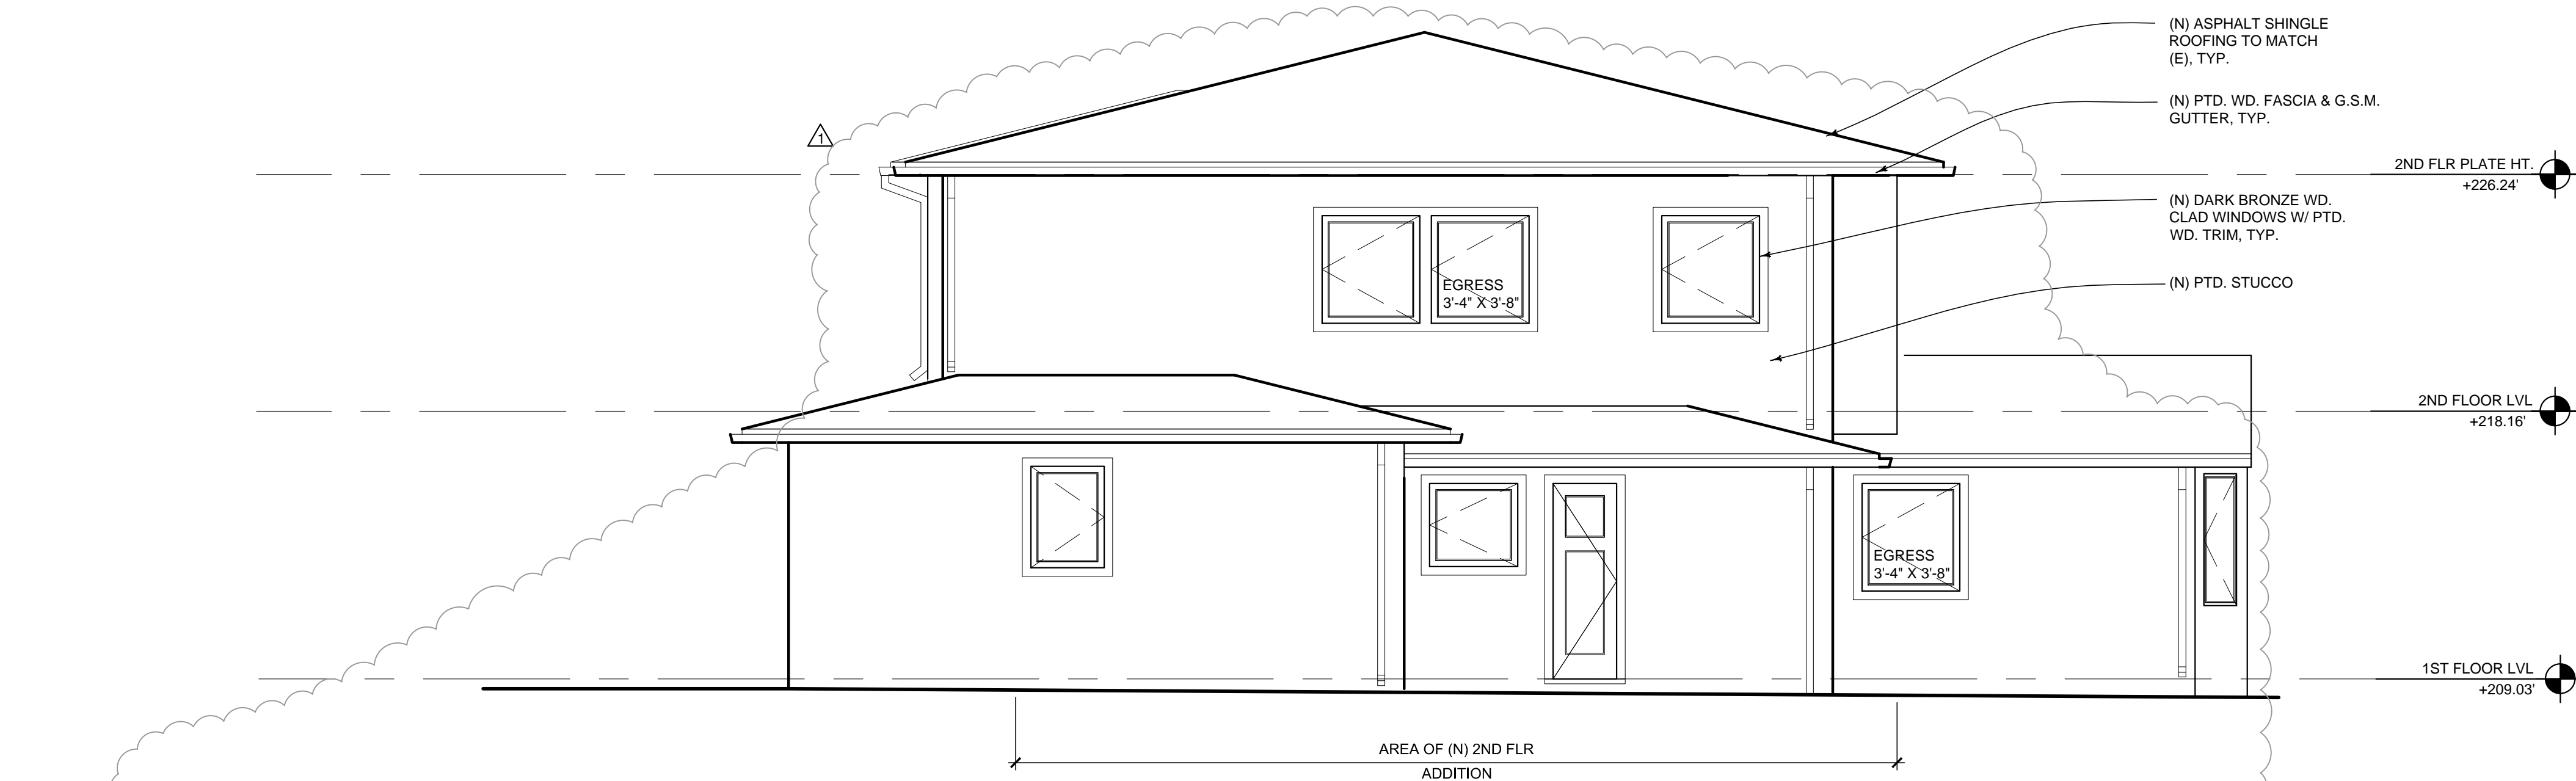 (N) ASPHALT SHINGLE
ROOFING TO MATCH
(E), TYP.
(N) PTD. WD. FASCIA & G.S.M.
GUTTER, TYP.
1
2ND FLR PLATE HT.
+226.24'
(N) DARK BRONZE WD.
CLAD WINDOWS W/ PTD.
WD. TRIM, TYP.
(N) PTD. STUCCO
EGRESS
3'-4" X 3'-8"
2ND FLOOR LVL
+218.16'
EGRESS
3'-4" X 3'-8"
1ST FLOOR LVL
+209.03'
AREA OF (N) 2ND FLR
ADDITION